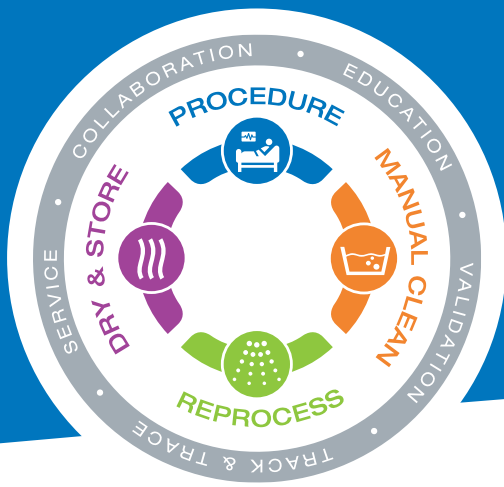 COLLABORATION • EDUCATION • VALIDATION • TRACK & TRACE • SERVICE •
PROCEDURE
MANUAL CLEAN
REPROCESS
DRY & STORE